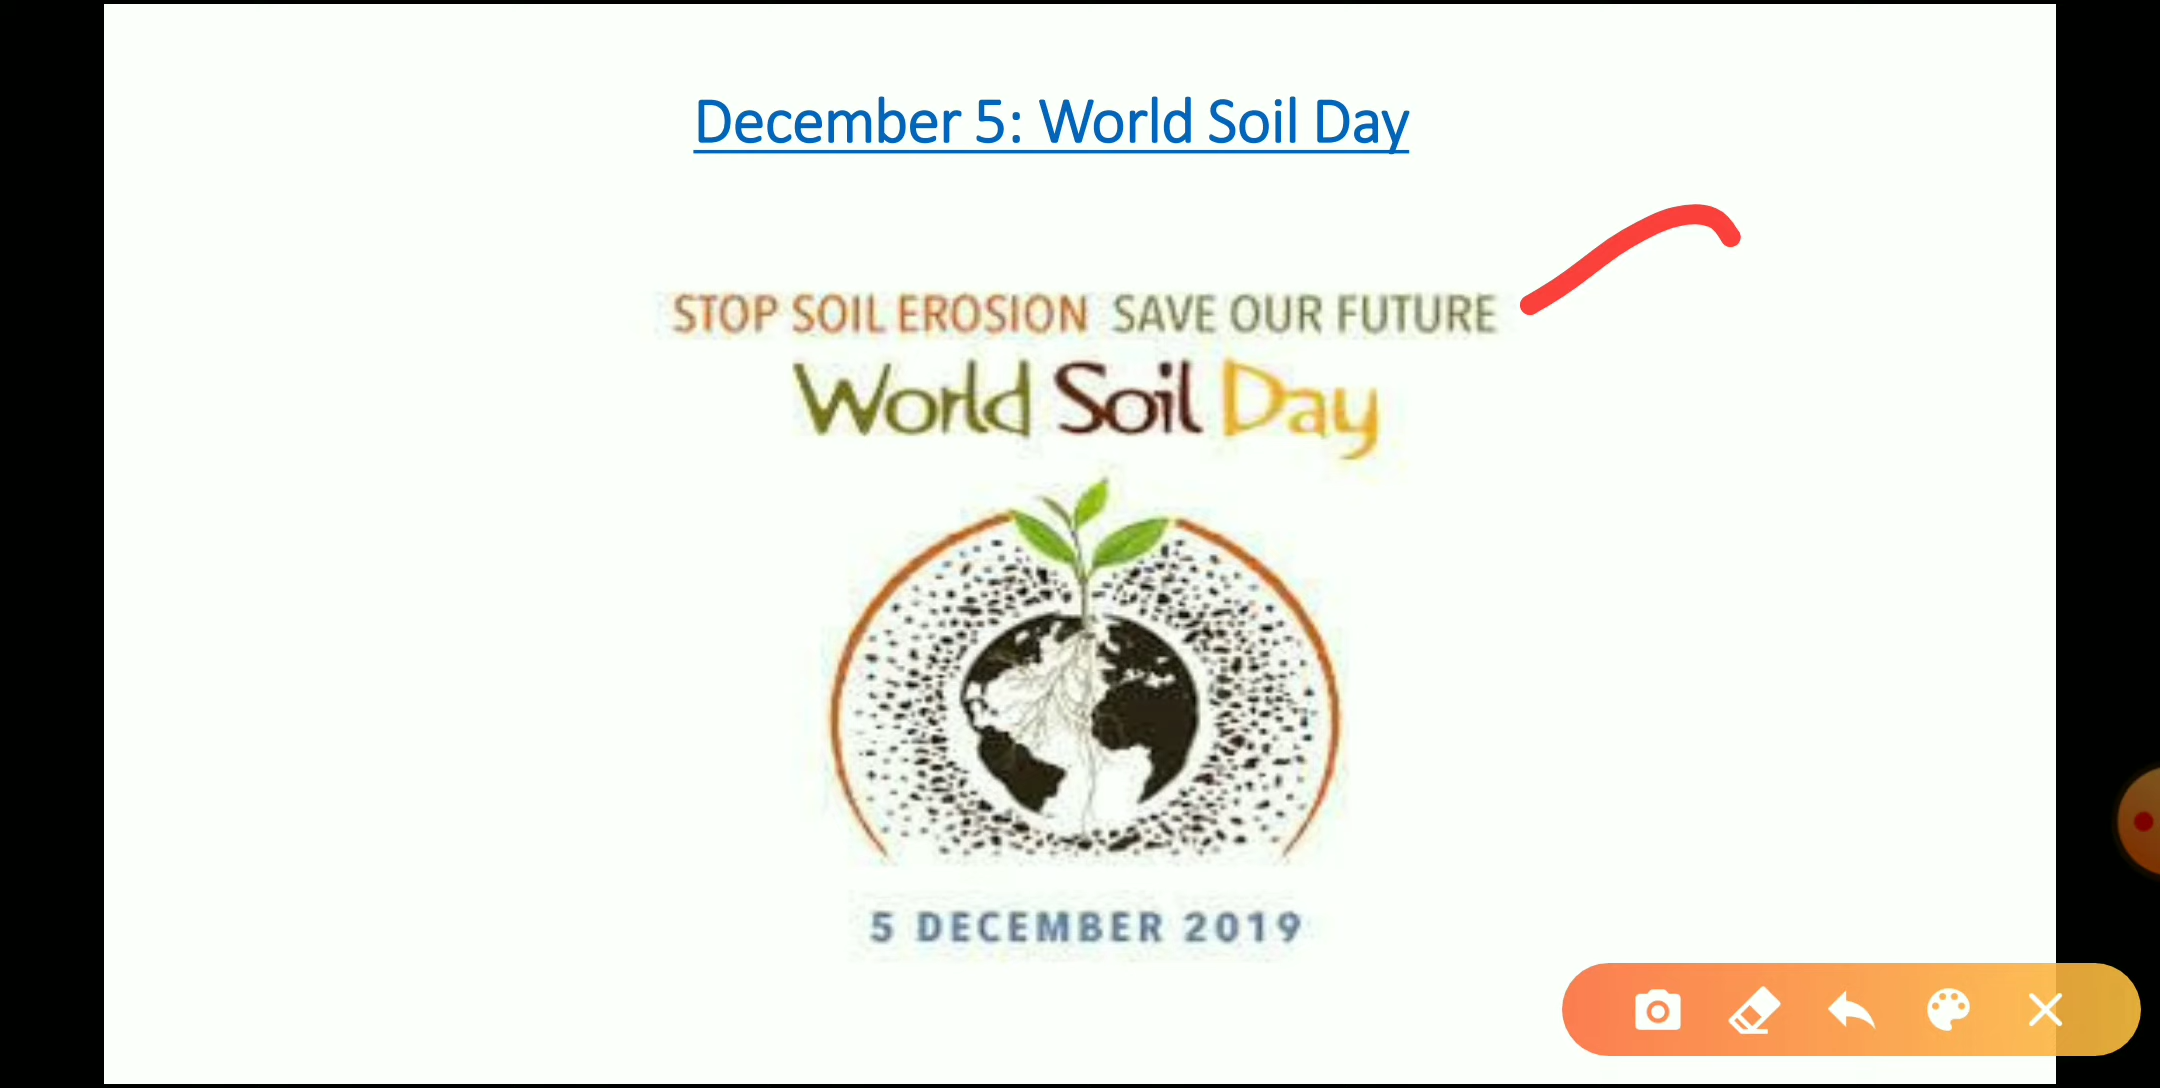 December 5: World Soil Day
STOP SOIL EROSION SAVE OUR FUTURE
World Soil Day
5 DECEMBER 2019